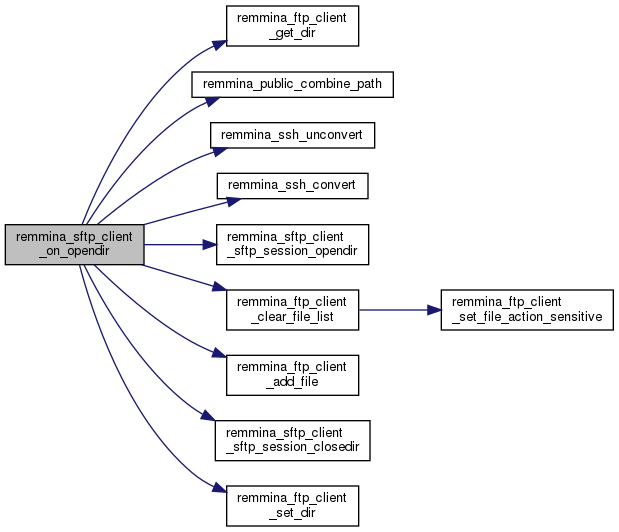 remmina_ftp_client
_get_dir
remmina_public_combine_path
remmina_ssh_unconvert
remmina_ssh_convert
remmina_sftp_client
_on_opendir
remmina_sftp_client
_sftp_session_opendir
remmina_ftp_client
_clear_file_list
remmina_ftp_client
_set_file_action_sensitive
remmina_ftp_client
_add_file
remmina_sftp_client
_sftp_session_closedir
remmina_ftp_client
_set_dir